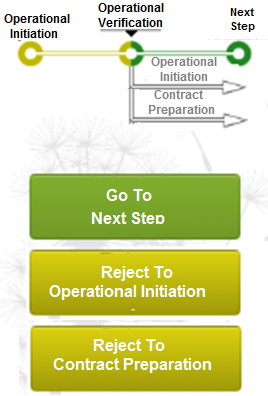 Operational
Initiation
Operational
Verification
Next
Step
Operational
Initiation
Contract
Preparation
Go To
Next Step
Reject To
Operational Initiation
Reject To
Contract Preparation